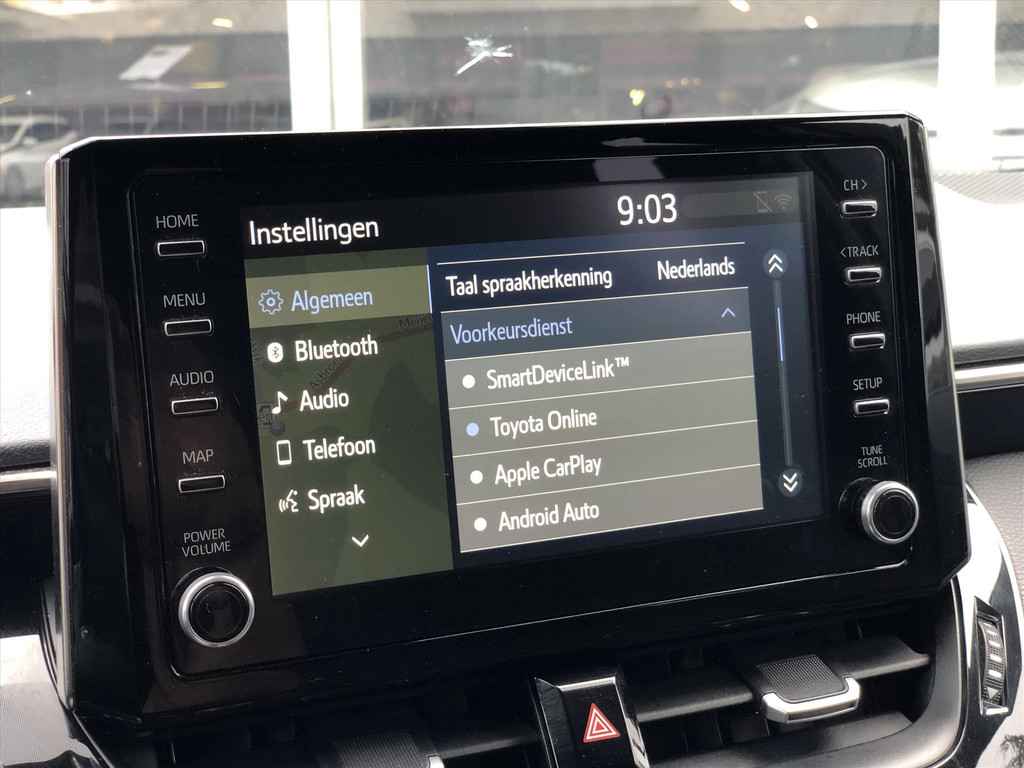 HOME
MENU
AUDIO
MAP
POWER
VOLUME
Instellingen
9:03
Algemeen
Bluetooth
Audio
Telefoon
Spraak
Taal spraakherkenning Nederlands
Voorkeursdienst
SmartDeviceLink™
Toyota Online
Apple CarPlay
Android Auto
CH >
< TRACK
PHONE
SETUP
TUNE
SCROLL